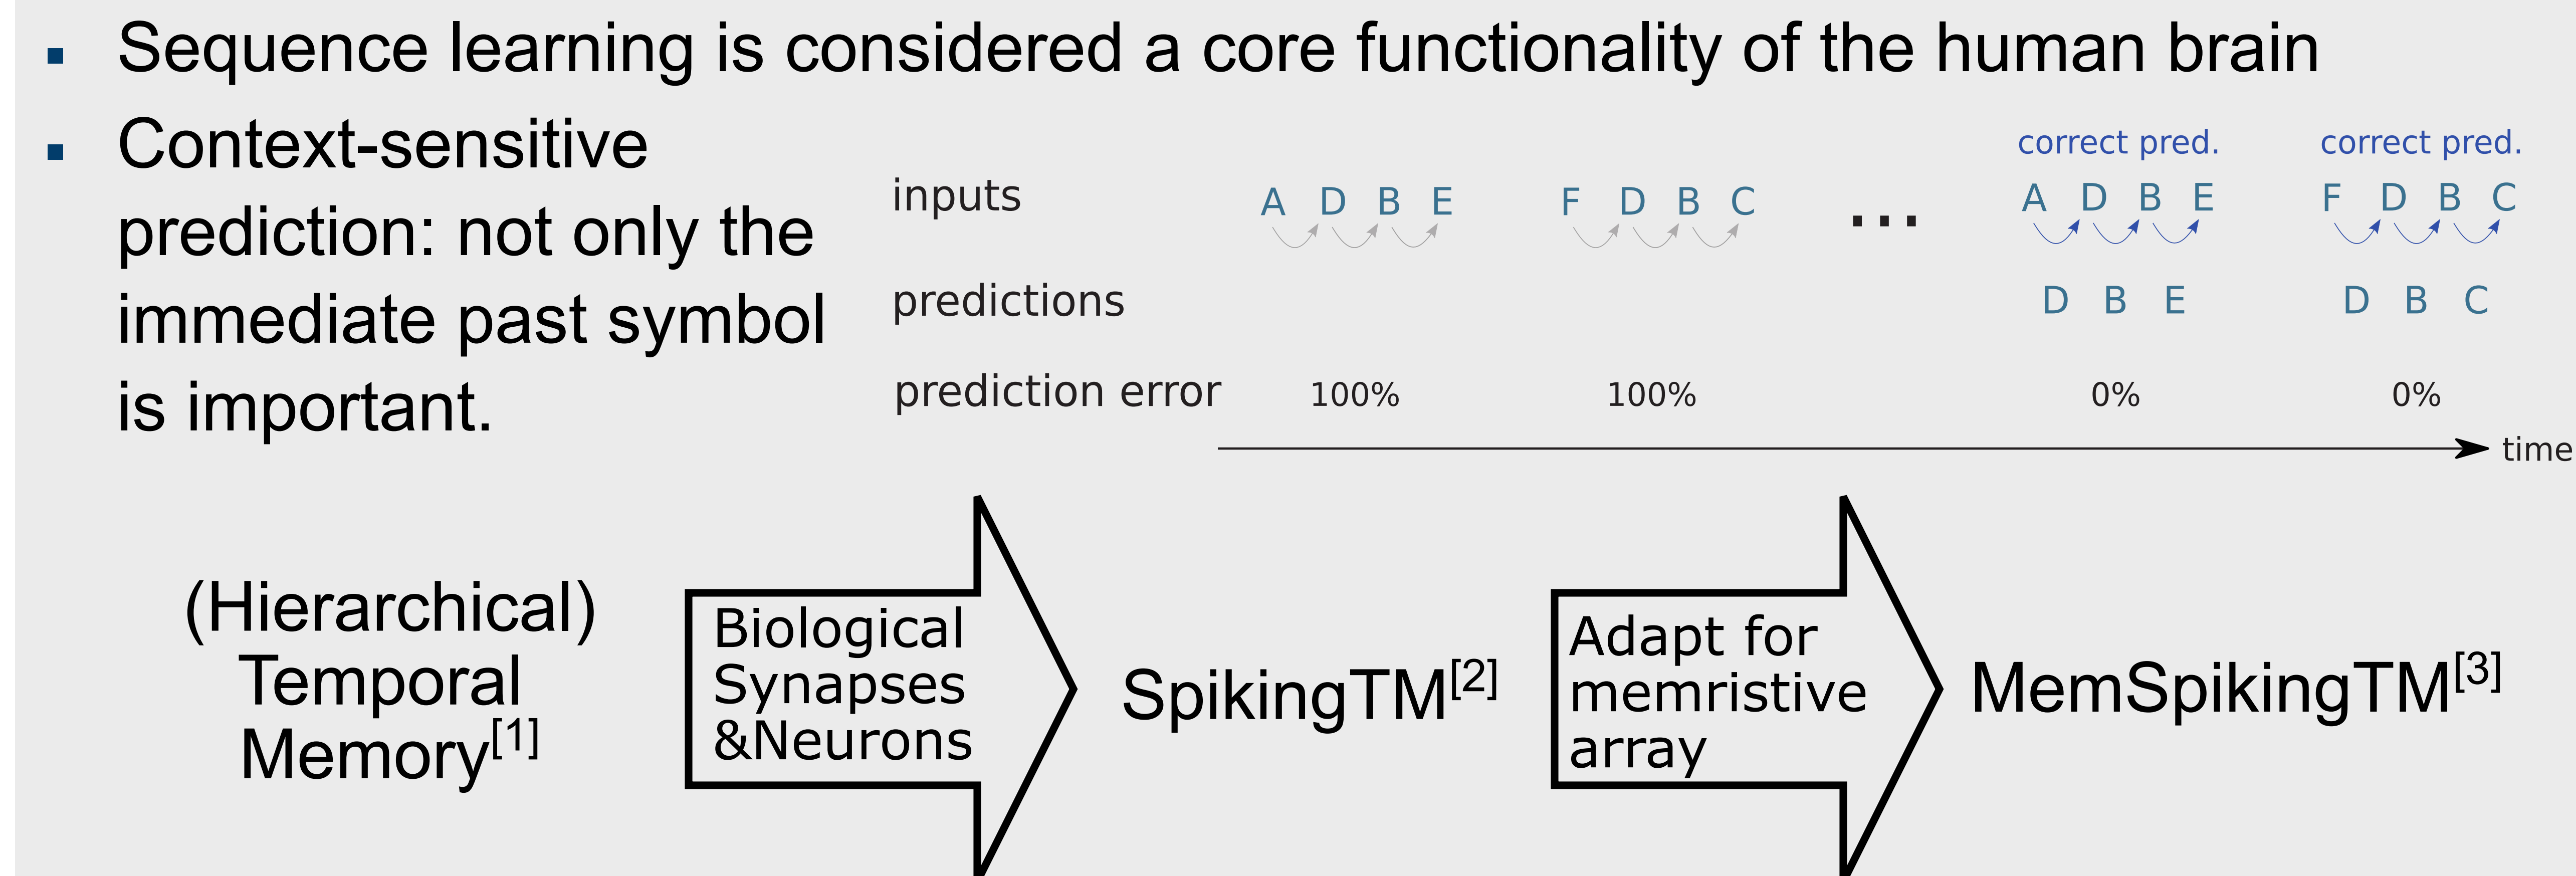 ▪ Sequence learning is considered a core functionality of the human brain
▪ Context-sensitive
prediction: not only the
immediate past symbol
is important.
correct pred. correct pred.
inputs A D B E F D B C ... A D B E F D B C
predictions D B E D B C
prediction error 100% 100% 0% 0%
time
(Hierarchical)
Temporal
Memory[1]
Biological
Synapses
&Neurons
SpikingTM[2]
Adapt for
memristive
array
MemSpikingTM[3]